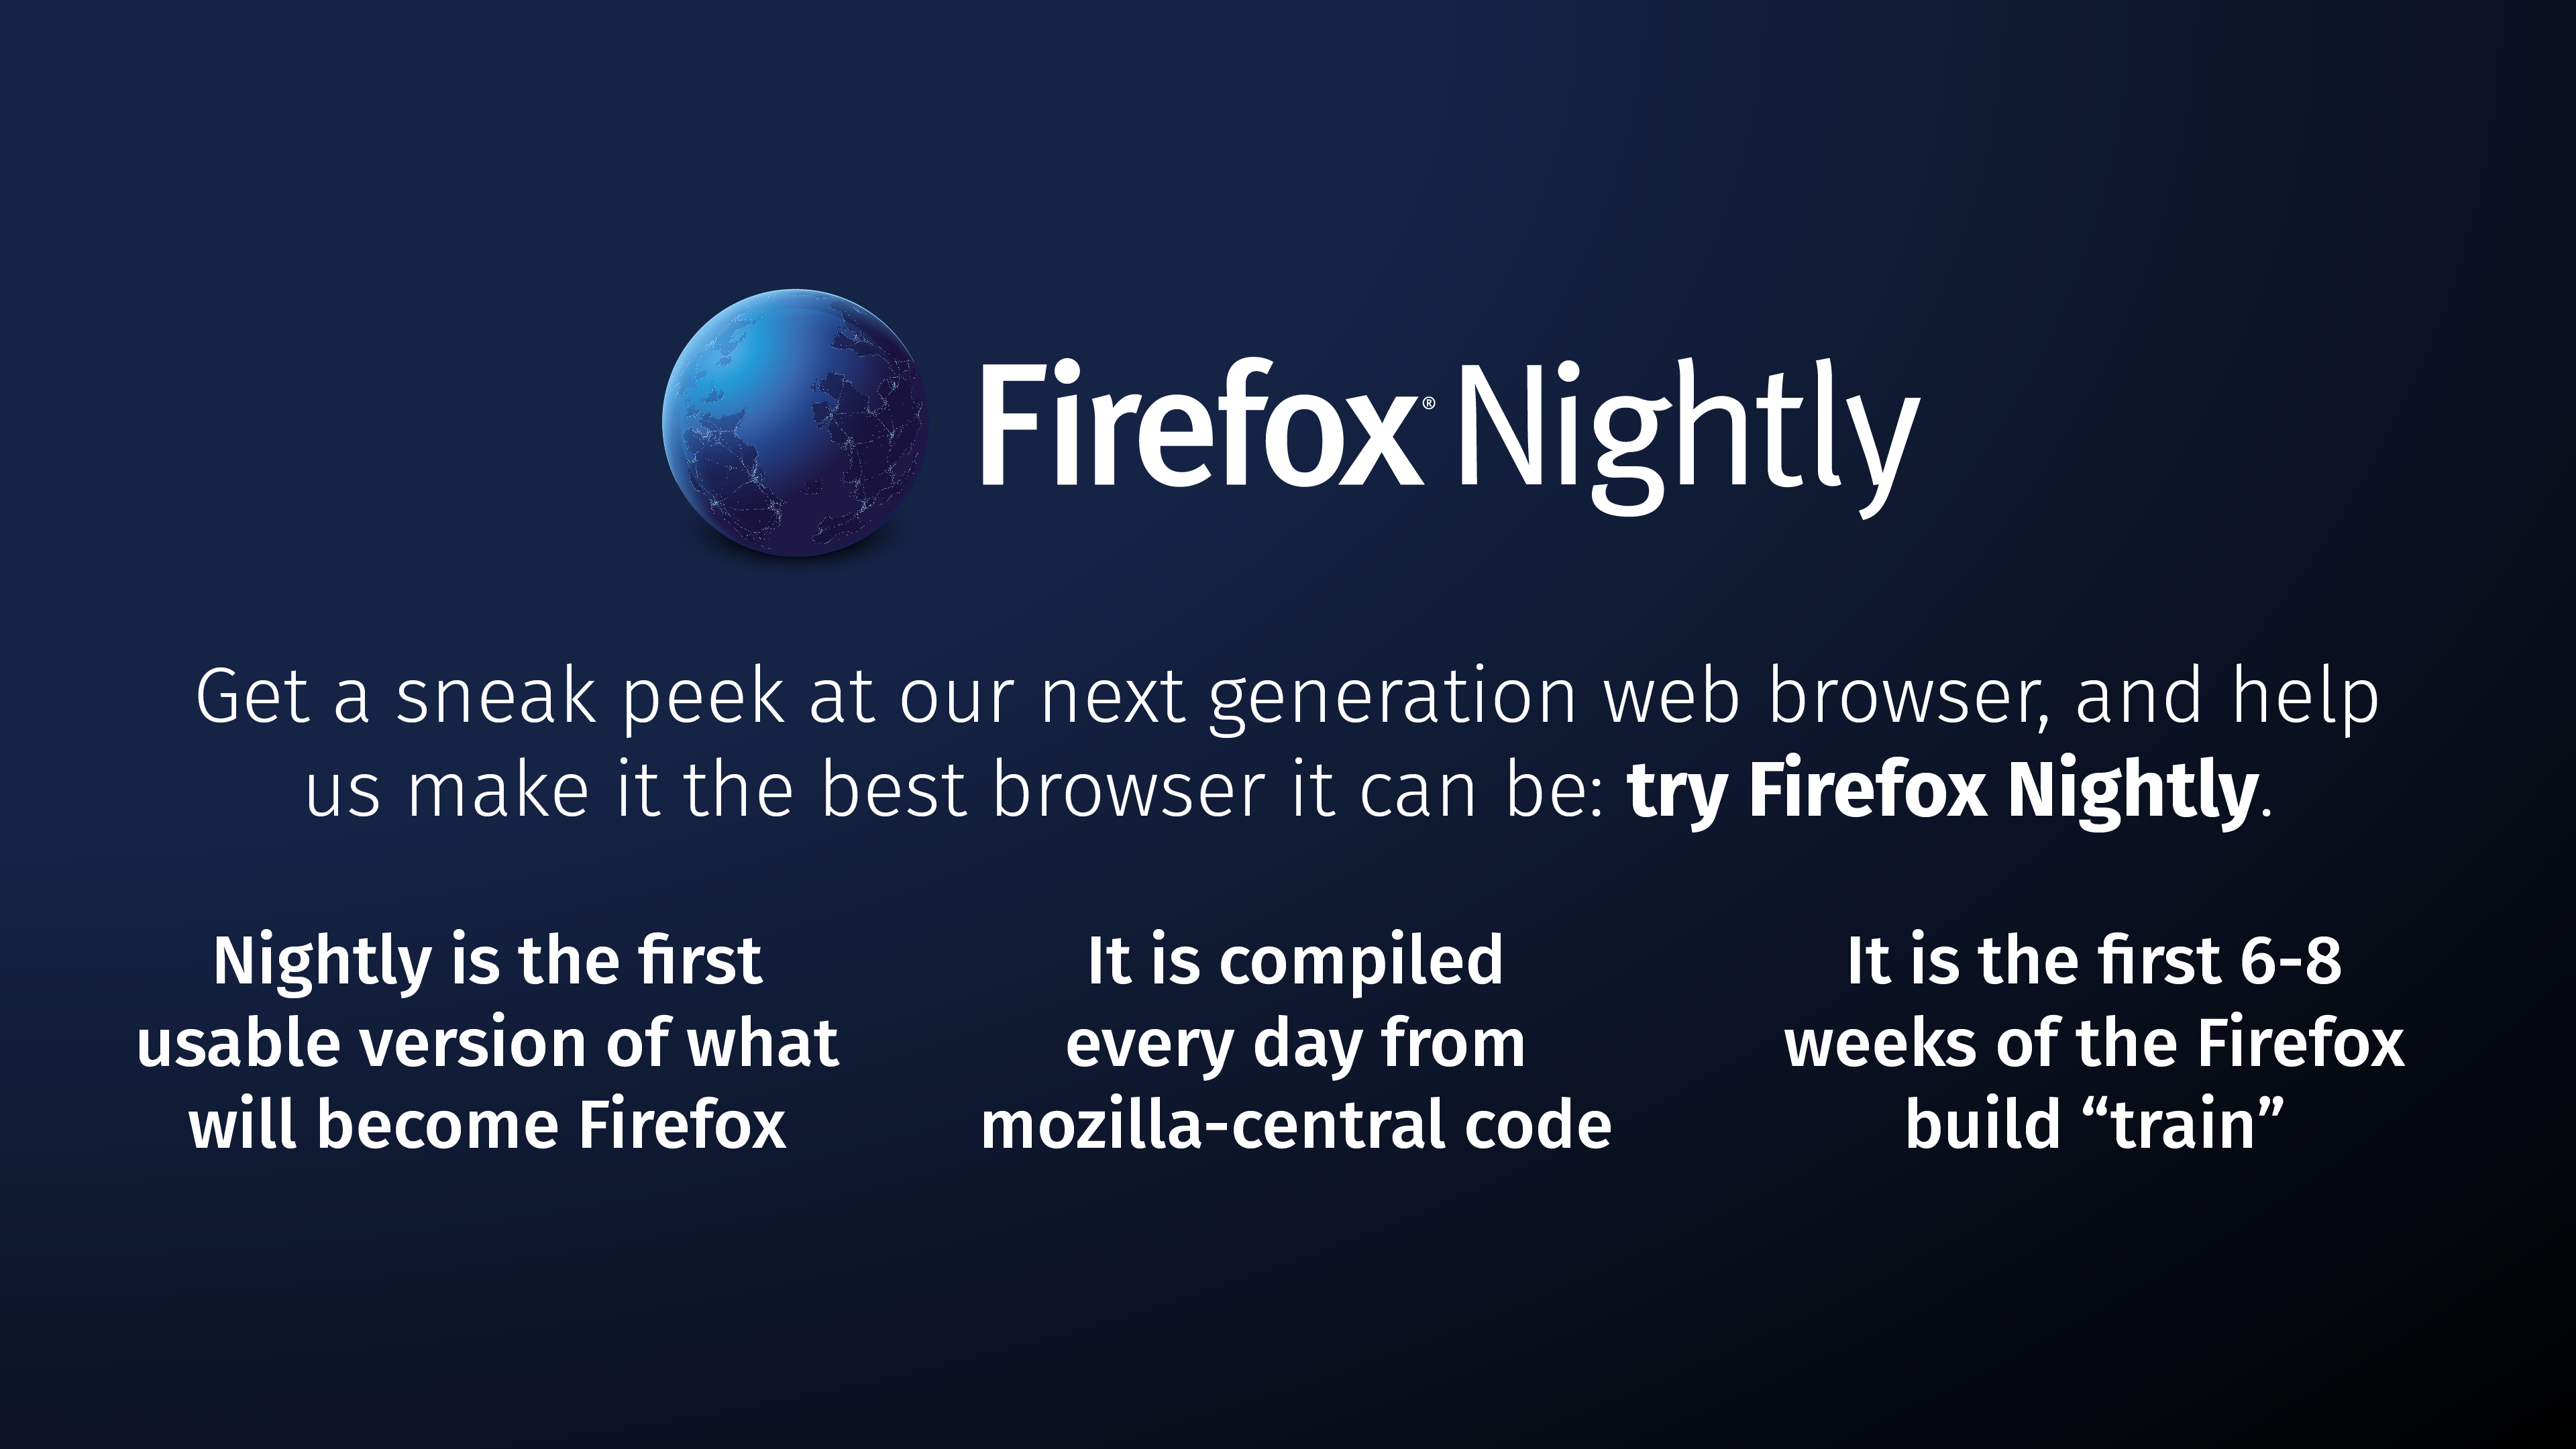 Firefox® Nightly
Get a sneak peek at our next generation web browser, and help
us make it the best browser it can be: try Firefox Nightly.
Nightly is the first
usable version of what
will become Firefox
It is compiled
every day from
mozilla-central code
It is the first 6-8
weeks of the Firefox
build “train”